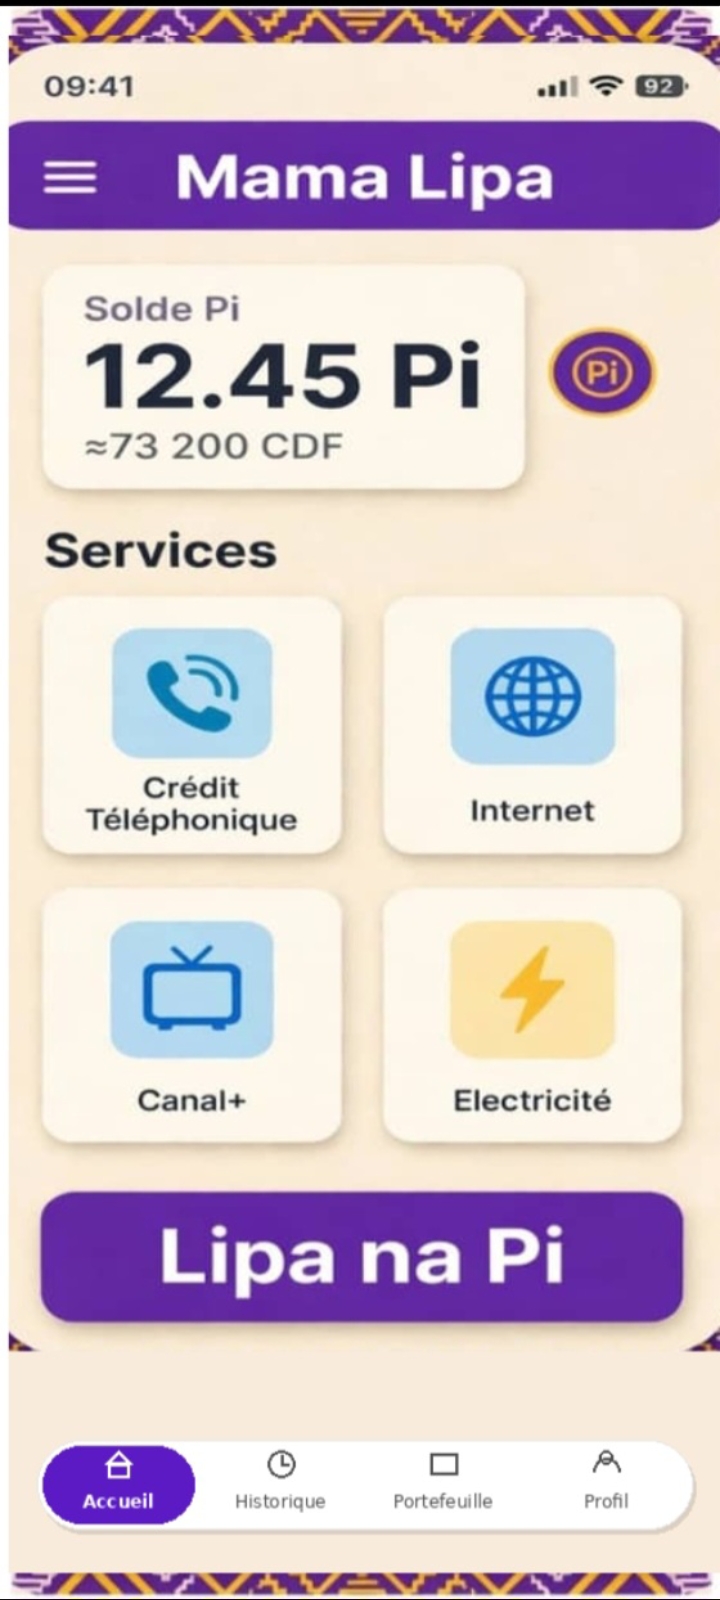 09:41
92
Mama Lipa
Solde Pi
12.45 Pi
≈73 200 CDF
Pi
Services
Crédit
Téléphonique
Internet
Canal+
Electricité
Lipa na Pi
Accueil
Historique
Portefeuille
Profil